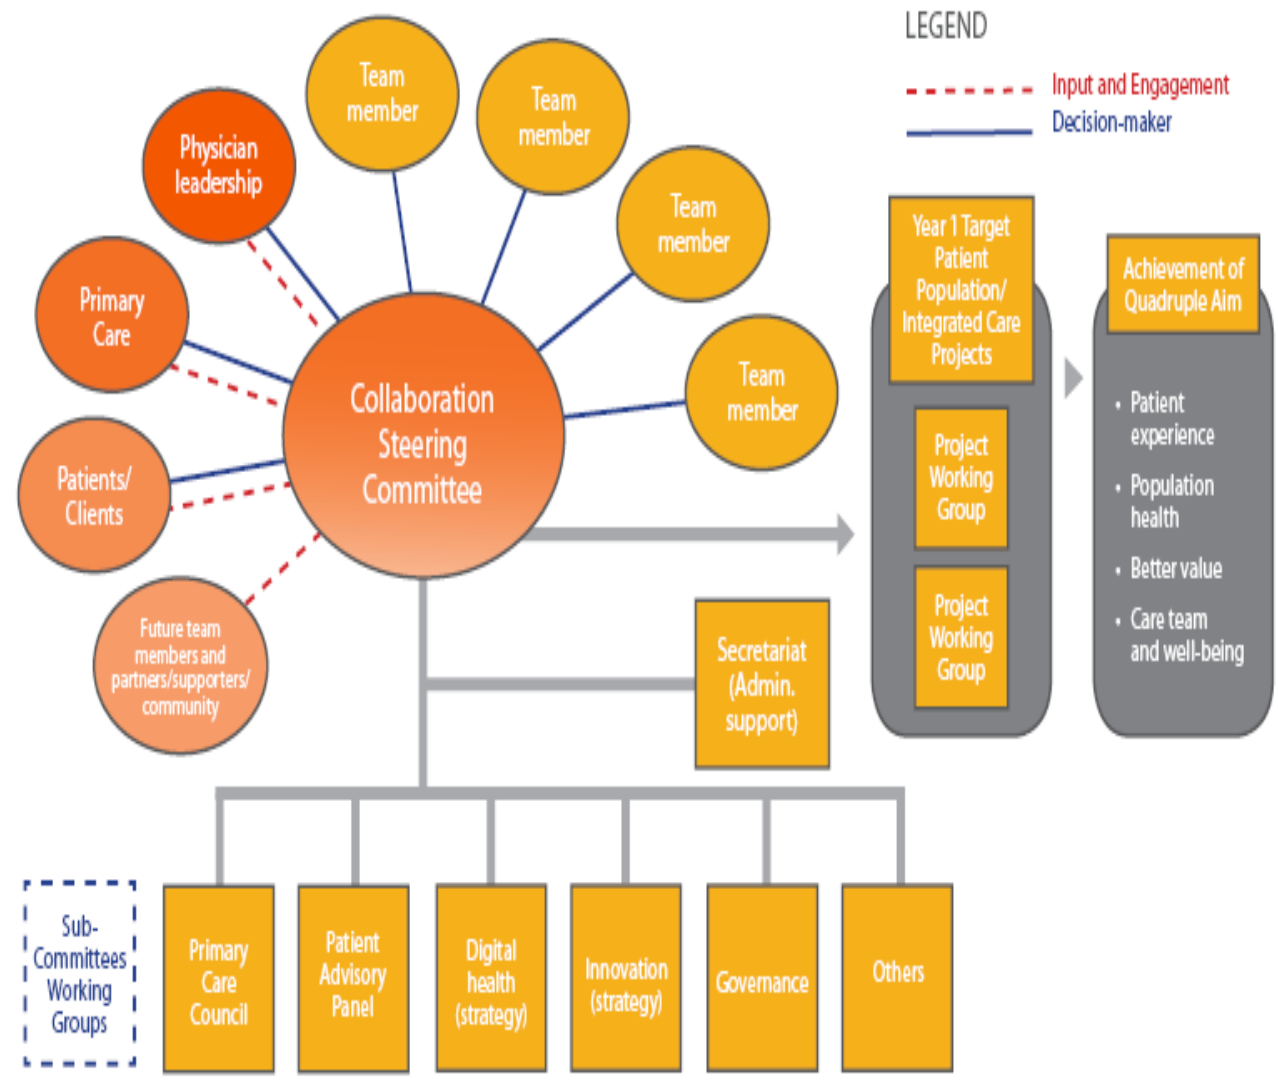 LEGEND
Input and Engagement
Decision-maker
Team
member
Team
member
Team
member
Team
member
Physician
leadership
Primary
Care
Patients/
Clients
Future team
members and
partners/supporters/
community
Collaboration
Steering
Committee
Year 1 Target
Patient
Population/
Integrated Care
Projects
Project
Working
Group
Project
Working
Group
Achievement of
Quadruple Aim
• Patient
experience
• Population
health
• Better value
• Care team
and well-being
Secretariat
(Admin.
support)
Sub-
Committees
Working
Groups
Primary
Care
Council
Patient
Advisory
Panel
Digital
health
(strategy)
Innovation
(strategy)
Governance
Others